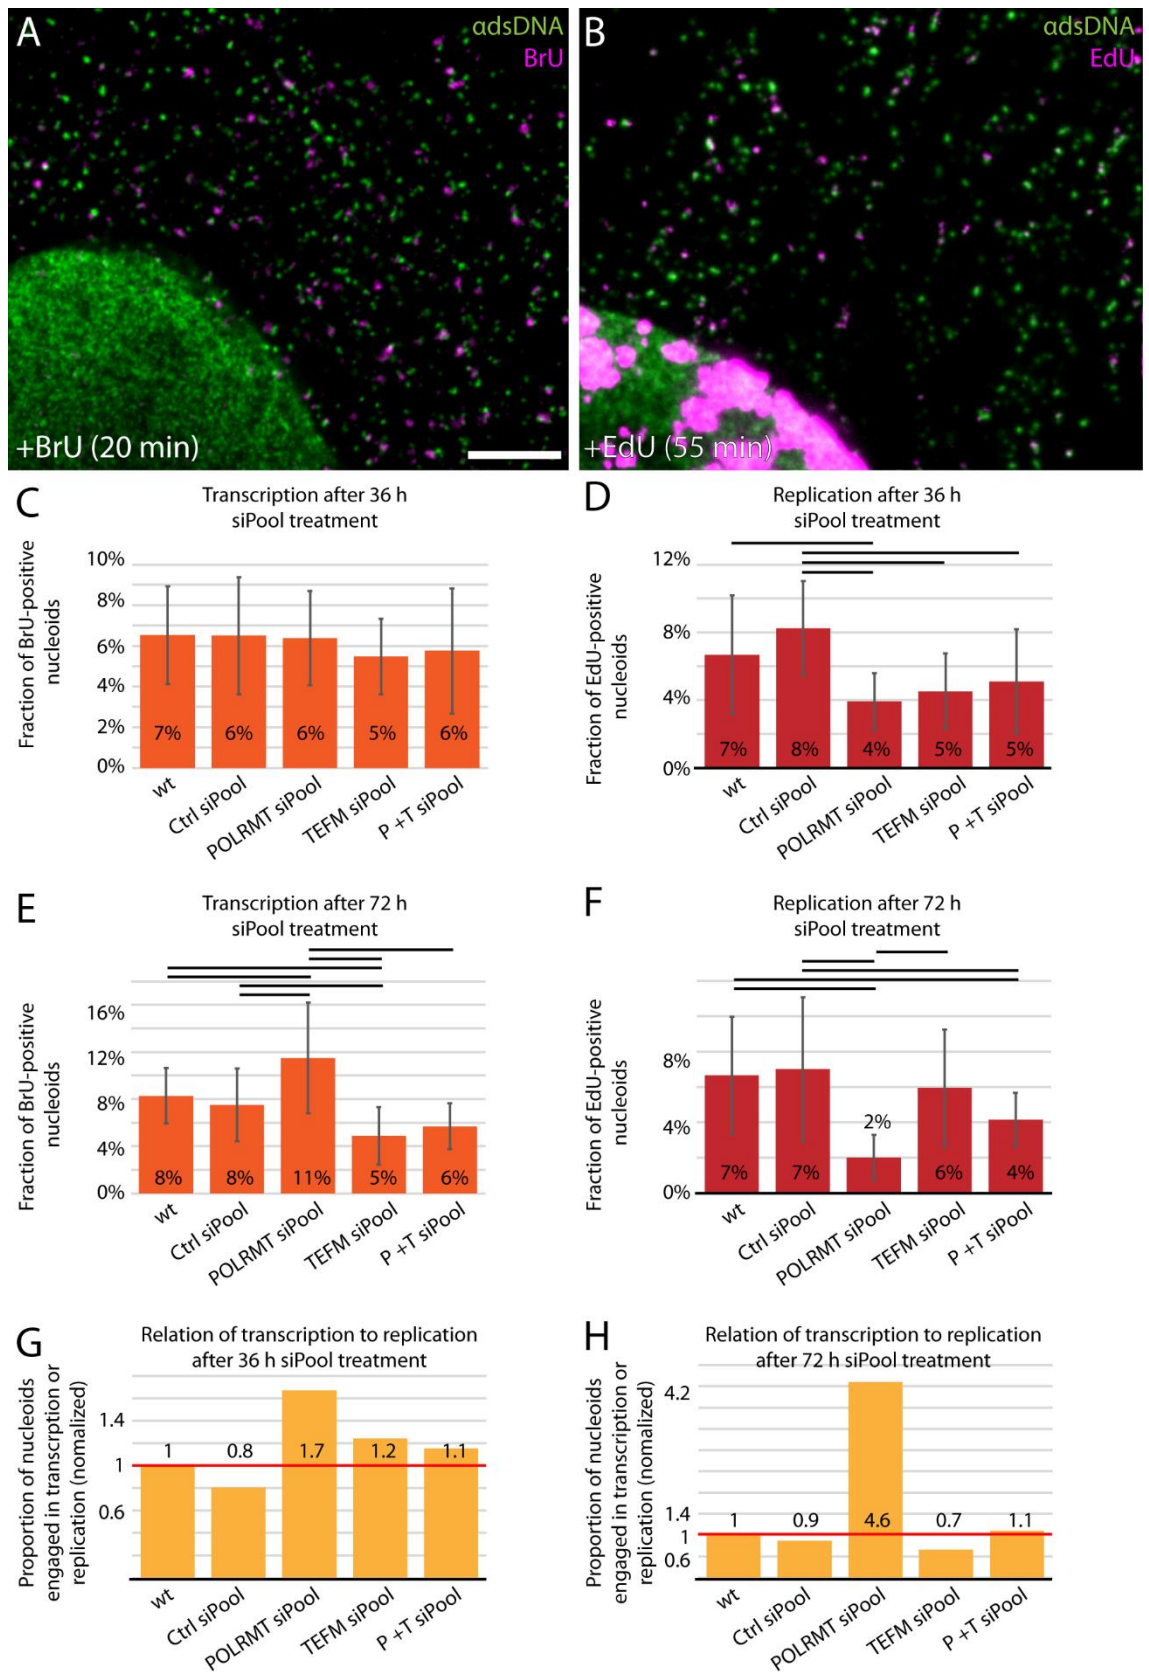 A
αdsDNA
BrU
+BrU (20 min)
B
αdsDNA
EdU
+EdU (55 min)
C
Transcription after 36 h
siPool treatment
Fraction of BrU-positive
nucleoids
10%
8%
6%
4%
2%
0%
7%
6%
6%
5%
6%
wt
Ctrl siPool
POLRMT siPool
TEFM siPool
P +T siPool
D
Replication after 36 h
siPool treatment
Fraction of EdU-positive
nucleoids
12%
8%
4%
0%
7%
8%
4%
5%
5%
wt
Ctrl siPool
POLRMT siPool
TEFM siPool
P +T siPool
E
Transcription after 72 h
siPool treatment
Fraction of BrU-positive
nucleoids
16%
12%
8%
4%
0%
8%
8%
11%
5%
6%
wt
Ctrl siPool
POLRMT siPool
TEFM siPool
P +T siPool
F
Replication after 72 h
siPool treatment
Fraction of EdU-positive
nucleoids
8%
4%
0%
7%
7%
2%
6%
4%
wt
Ctrl siPool
POLRMT siPool
TEFM siPool
P +T siPool
G
Relation of transcription to replication
after 36 h siPool treatment
Proportion of nucleoids
engaged in transcrption or
replication (nomalized)
1.4
1
0.6
1
0.8
1.7
1.2
1.1
wt
Ctrl siPool
POLRMT siPool
TEFM siPool
P +T siPool
H
Relation of transcription to replication
after 72 h siPool treatment
Proportion of nucleoids
engaged in transcrption or
replication (nomalized)
4.2
1.4
1
0.6
1
0.9
4.6
0.7
1.1
wt
Ctrl siPool
POLRMT siPool
TEFM siPool
P +T siPool